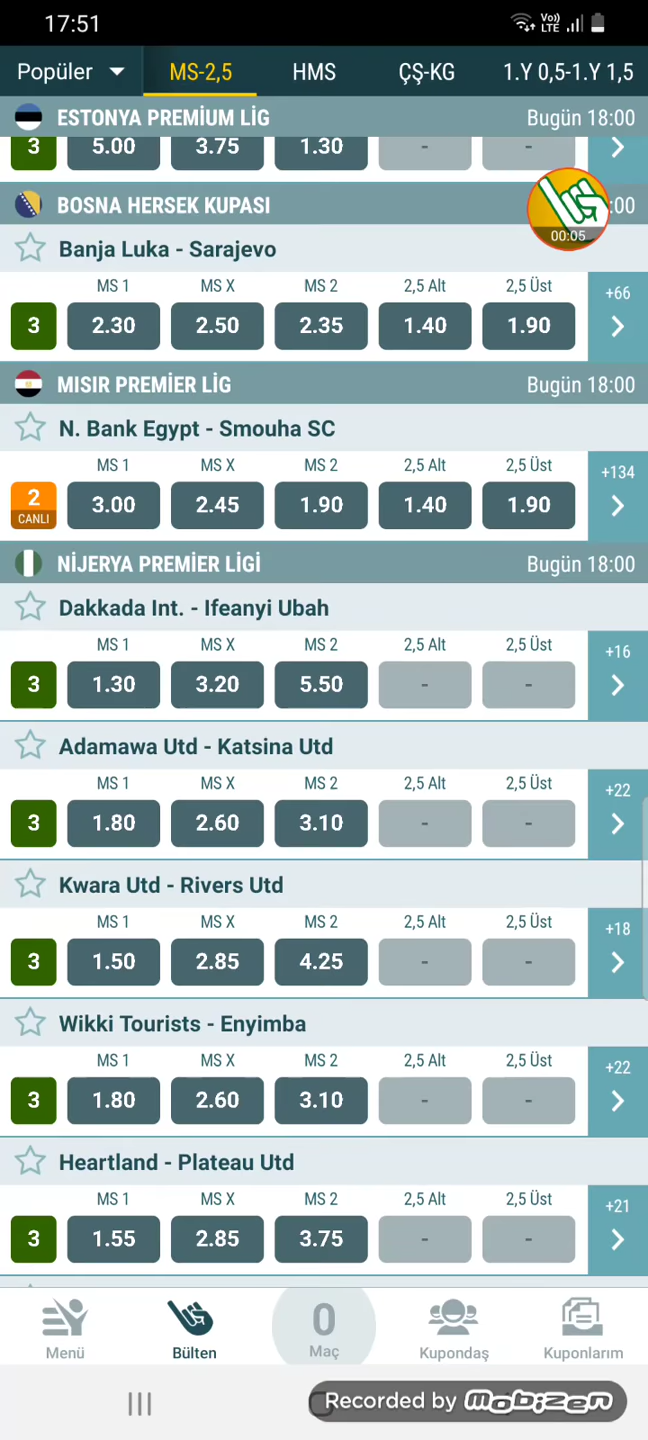 17:51
Vo)) LTE
Popüler MS-2,5 HMS ÇŞ-KG 1.Y 0,5-1.Y 1,5
ESTONYA PREMİUM LİG Bugün 18:00
3 5.00 3.75 1.30 - -
BOSNA HERSEK KUPASI :00
00:05
Banja Luka - Sarajevo
MS 1 MS X MS 2 2,5 Alt 2,5 Üst +66
3 2.30 2.50 2.35 1.40 1.90
MISIR PREMİER LİG Bugün 18:00
N. Bank Egypt - Smouha SC
MS 1 MS X MS 2 2,5 Alt 2,5 Üst +134
2 CANLI 3.00 2.45 1.90 1.40 1.90
NİJERYA PREMİER LİGİ Bugün 18:00
Dakkada Int. - Ifeanyi Ubah
MS 1 MS X MS 2 2,5 Alt 2,5 Üst +16
3 1.30 3.20 5.50 - -
Adamawa Utd - Katsina Utd
MS 1 MS X MS 2 2,5 Alt 2,5 Üst +22
3 1.80 2.60 3.10 - -
Kwara Utd - Rivers Utd
MS 1 MS X MS 2 2,5 Alt 2,5 Üst +18
3 1.50 2.85 4.25 - -
Wikki Tourists - Enyimba
MS 1 MS X MS 2 2,5 Alt 2,5 Üst +22
3 1.80 2.60 3.10 - -
Heartland - Plateau Utd
MS 1 MS X MS 2 2,5 Alt 2,5 Üst +21
3 1.55 2.85 3.75 - -
0
Menü Bülten Maç Kupondaş Kuponlarım
Recorded by mobizen